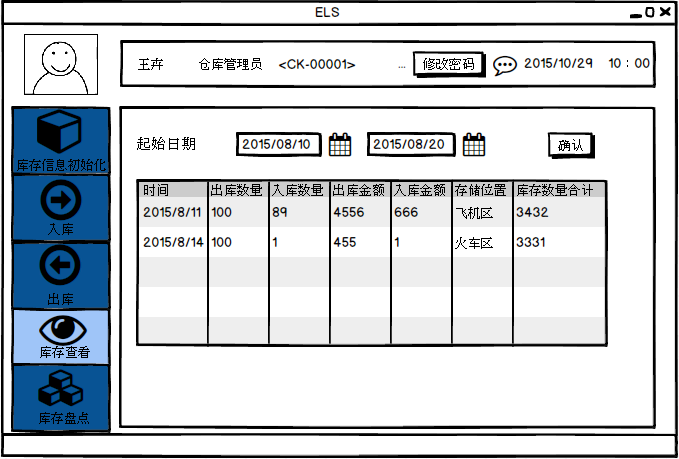 ELS
王卉 仓库管理员 <CK-00001> ... 修改密码 2015/10/29 10 : 00
起始日期 2015/08/10 2015/08/20 确认
时间 出库数量 入库数量 出库金额 入库金额 存储位置 库存数量合计
2015/8/11 100 89 4556 666 飞机区 3432
2015/8/14 100 1 455 1 火车区 3331
库存信息初始化
入库
出库
库存查看
库存盘点